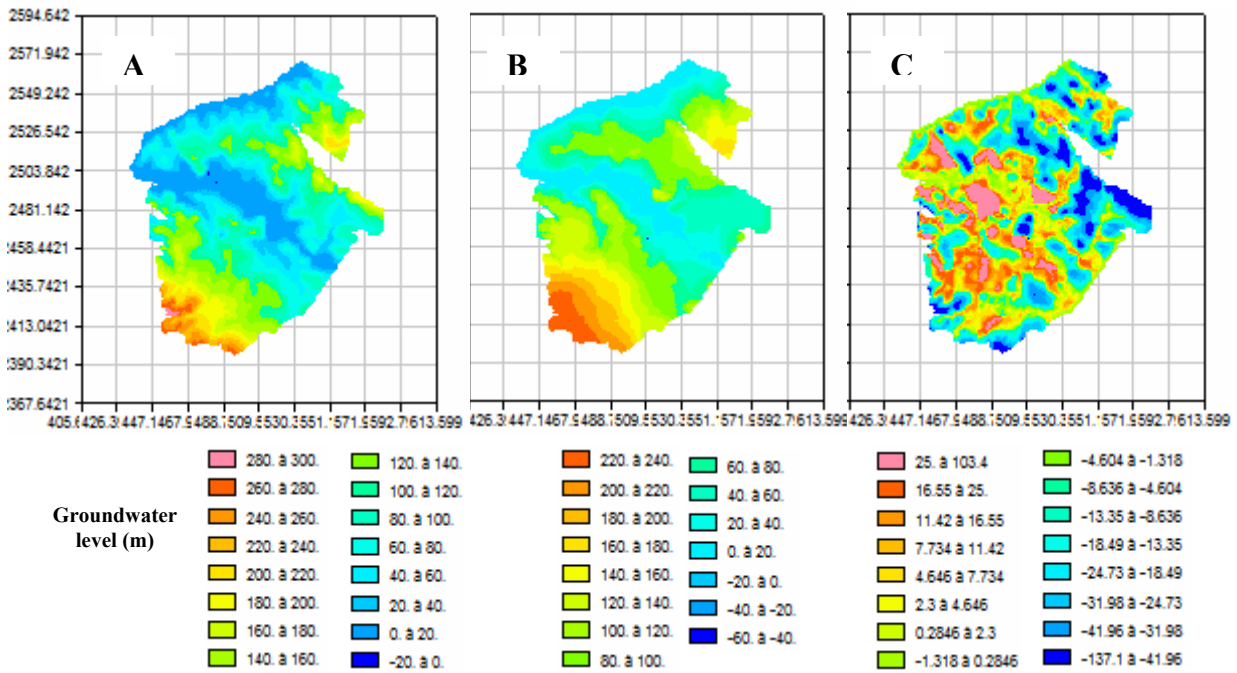 A
B
C
2594.642
2571.942
2549.242
2526.542
2503.842
2481.142
2458.4421
2435.7421
2413.0421
2390.3421
2367.6421
Groundwater
level (m)
280. à 300.
260. à 280.
240. à 260.
220. à 240.
200. à 220.
180. à 200.
160. à 180.
140. à 160.
120. à 140.
100. à 120.
80. à 100.
60. à 80.
40. à 60.
20. à 40.
0. à 20.
-20. à 0.
220. à 240.
200. à 220.
180. à 200.
160. à 180.
140. à 160.
120. à 140.
100. à 120.
80. à 100.
60. à 80.
40. à 60.
20. à 40.
0. à 20.
-20. à 0.
-40. à -20.
-60. à -40.
25. à 103.4
16.55 à 25.
11.42 à 16.55
7.734 à 11.42
4.646 à 7.734
2.3 à 4.646
0.2846 à 2.3
-1.318 à 0.2846
-4.604 à -1.318
-8.636 à -4.604
-13.35 à -8.636
-18.49 à -13.35
-24.73 à -18.49
-31.98 à -24.73
-41.96 à -31.98
-137.1 à -41.96